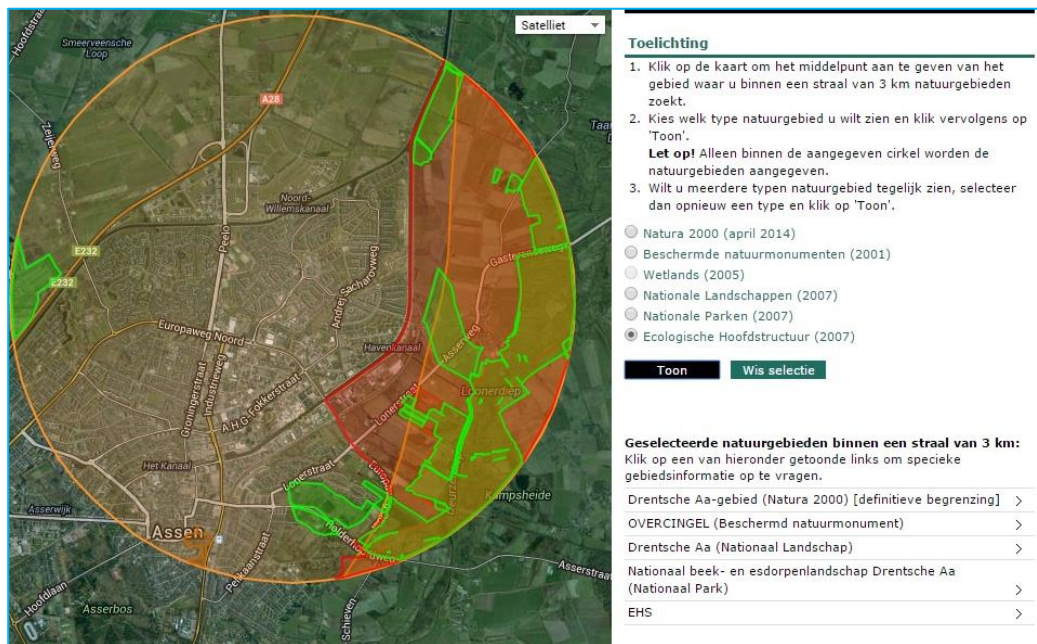 Satelliet
Hoofdstraat
Smeerveensche
Loop
A28
Zeijerweg
Peelo
Noord-
Willemskanaal
E232
E232
Andrej Sacharovweg
Gasterenseweg
Europaweg Noord
Havenkanaal
Asserweg
Groningerstraat
Industrieweg
A.H.G. Fokkerstraat
Lonerstraat
Loonerdiep
Het Kanaal
Lonerstraat
Kampsheide
Asserwijk
Assen
Pelikaanstraat
Asserstraat
Hoofdlaan
Asserbos
Schieven
Toelichting
1. Klik op de kaart om het middelpunt aan te geven van het
gebied waar u binnen een straal van 3 km natuurgebieden
zoekt.
2. Kies welk type natuurgebied u wilt zien en klik vervolgens op
'Toon'.
Let op! Alleen binnen de aangegeven cirkel worden de
natuurgebieden aangegeven.
3. Wilt u meerdere typen natuurgebied tegelijk zien, selecteer
dan opnieuw een type en klik op 'Toon'.
Natura 2000 (april 2014)
Beschermde natuurmonumenten (2001)
Wetlands (2005)
Nationale Landschappen (2007)
Nationale Parken (2007)
Ecologische Hoofdstructuur (2007)
Toon Wis selectie
Geselecteerde natuurgebieden binnen een straal van 3 km:
Klik op een van hieronder getoonde links om specieke
gebiedsinformatie op te vragen.
Drentsche Aa-gebied (Natura 2000) [definitieve begrenzing]
OVERCINGEL (Beschermd natuurmonument)
Drentsche Aa (Nationaal Landschap)
Nationaal beek- en esdorpenlandschap Drentsche Aa
(Nationaal Park)
EHS